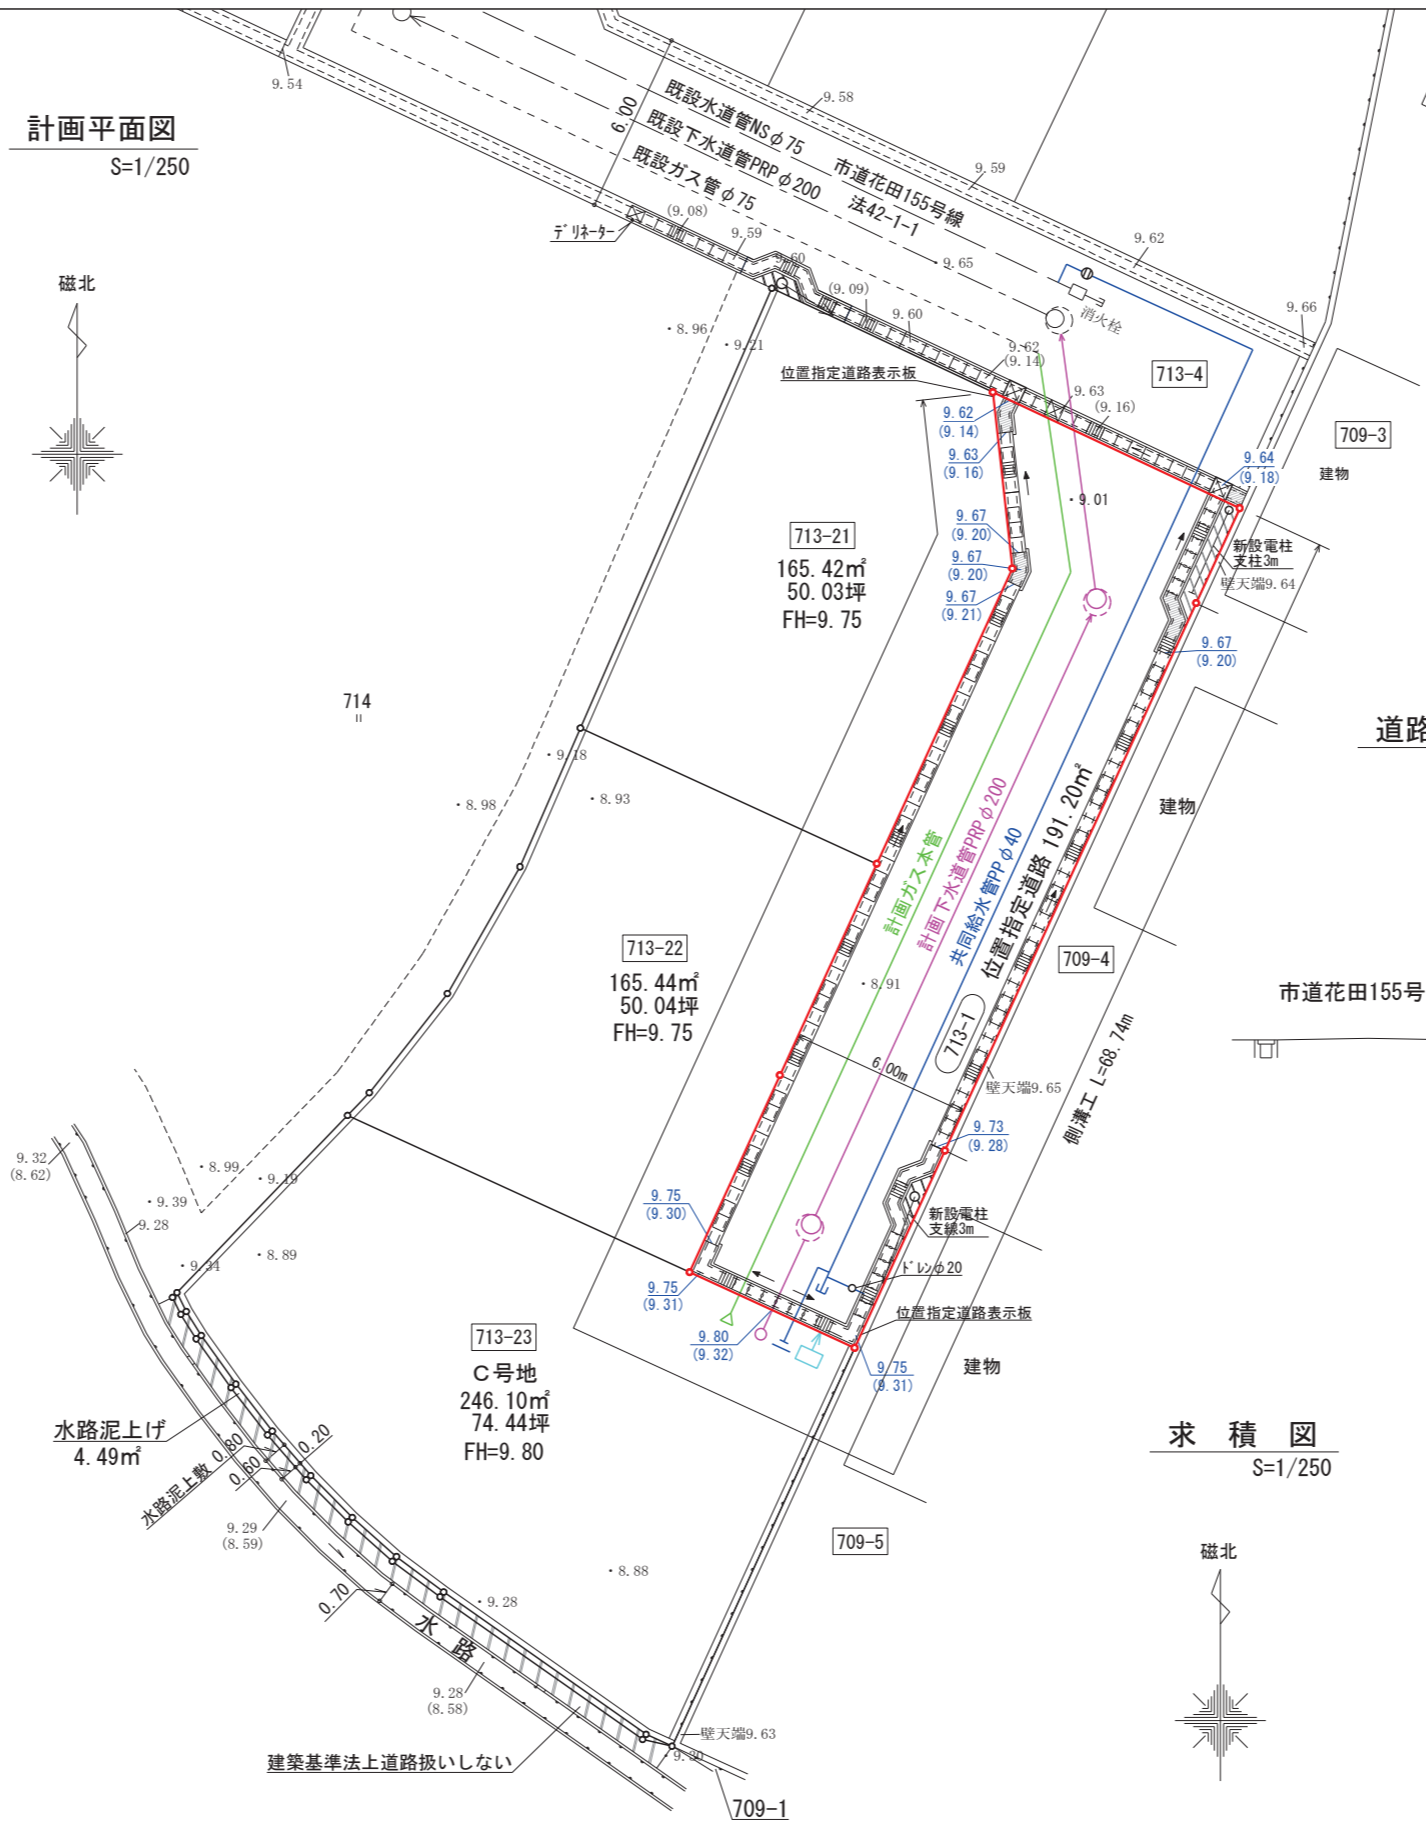 計画平面図
S=1/250
磁北
9.54
6.00
既設水道管NSφ75
既設下水道管PRPφ200
既設ガス管φ75
市道花田155号線
法42-1-1
9.58
9.59
9.62
9.66
9.65
デリネーター
(9.08)
9.59
9.60
(9.09)
9.60
9.62
(9.14)
9.63
(9.16)
消火栓
713-4
709-3
建物
位置指定道路表示板
9.62
(9.14)
9.63
(9.16)
9.67
(9.20)
9.67
(9.20)
9.67
(9.21)
9.64
(9.18)
・9.01
新設電柱
支柱3m
壁天端9.64
9.67
(9.20)
・8.96
・9.21
713-21
165.42㎡
50.03坪
FH=9.75
714
〃
・9.18
・8.98
・8.93
道路
建物
計画ガス本管
計画下水道管PRPφ200
共同給水管PPφ40
位置指定道路 191.20㎡
713-1
709-4
713-22
165.44㎡
50.04坪
FH=9.75
・8.91
6.00m
壁天端9.65
側溝工 L=68.74m
市道花田155号
9.73
(9.28)
9.32
(8.62)
・8.99
・9.19
・9.39
9.28
・8.89
・9.34
9.75
(9.30)
9.75
(9.31)
9.80
(9.32)
新設電柱
支線3m
ドレンφ20
位置指定道路表示板
9.75
(9.31)
建物
713-23
C号地
246.10㎡
74.44坪
FH=9.80
水路泥上げ
4.49㎡
水路泥上敷 0.80
0.60
0.20
9.29
(8.59)
0.70
水路
・9.28
・8.88
709-5
求積図
S=1/250
磁北
9.28
(8.58)
建築基準法上道路扱いしない
壁天端9.63
9.30
709-1